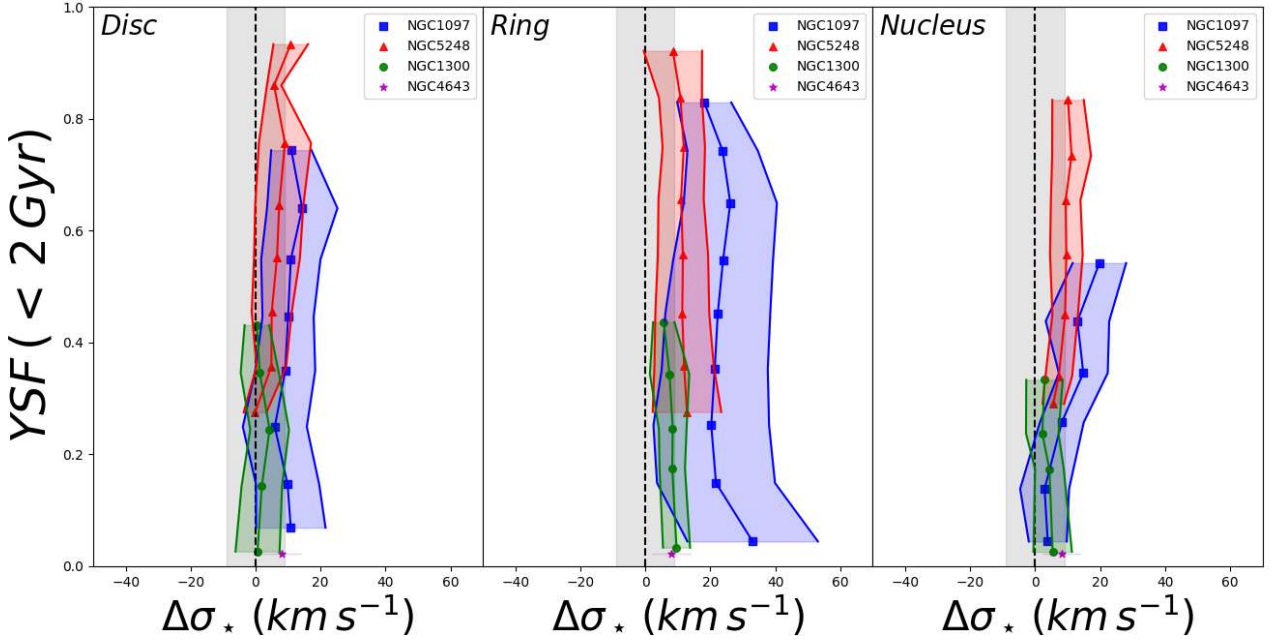 Disc
NGC1097
NGC5248
NGC1300
NGC4643
Ring
NGC1097
NGC5248
NGC1300
NGC4643
Nucleus
NGC1097
NGC5248
NGC1300
NGC4643
YSF ( < 2 Gyr)
1.0
0.8
0.6
0.4
0.2
0.0
−40 −20 0 20 40 60
−40 −20 0 20 40 60
−40 −20 0 20 40 60
Δσ⋆ (km s⁻¹)
Δσ⋆ (km s⁻¹)
Δσ⋆ (km s⁻¹)